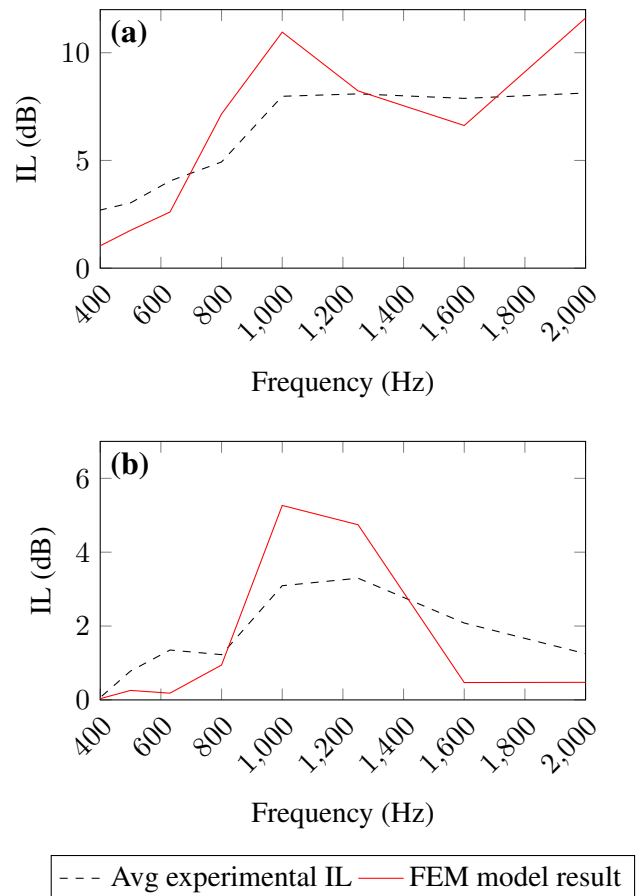 (a)
10
5
0
IL (dB)
400 600 800 1,000 1,200 1,400 1,600 1,800 2,000
Frequency (Hz)
(b)
6
4
2
0
IL (dB)
400 600 800 1,000 1,200 1,400 1,600 1,800 2,000
Frequency (Hz)
Avg experimental IL FEM model result